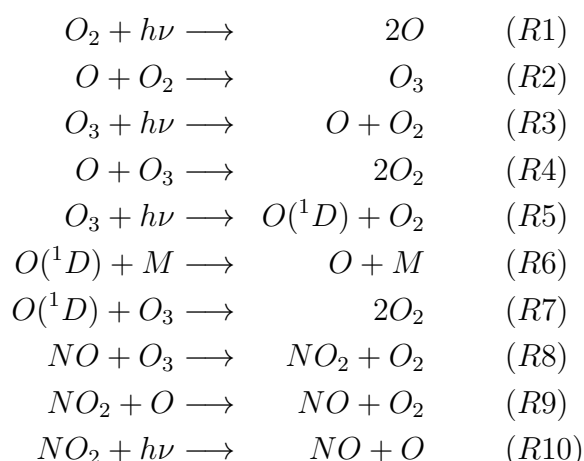 O₂ + hν ⟶ 2O (R1)
O + O₂ ⟶ O₃ (R2)
O₃ + hν ⟶ O + O₂ (R3)
O + O₃ ⟶ 2O₂ (R4)
O₃ + hν ⟶ O(¹D) + O₂ (R5)
O(¹D) + M ⟶ O + M (R6)
O(¹D) + O₃ ⟶ 2O₂ (R7)
NO + O₃ ⟶ NO₂ + O₂ (R8)
NO₂ + O ⟶ NO + O₂ (R9)
NO₂ + hν ⟶ NO + O (R10)